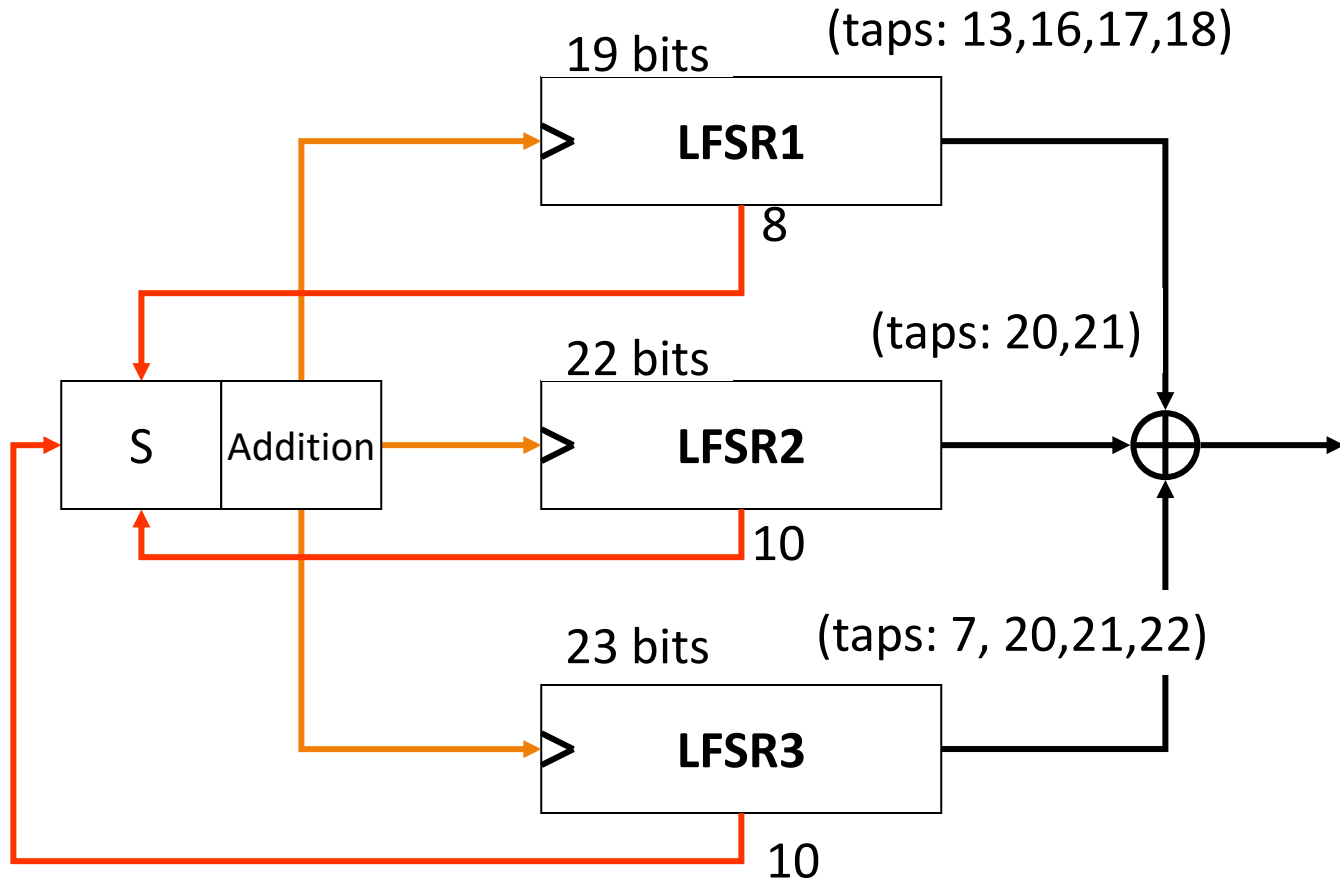 (taps: 13,16,17,18)
19 bits
LFSR1
8
(taps: 20,21)
22 bits
S
Addition
LFSR2
10
(taps: 7, 20,21,22)
23 bits
LFSR3
10